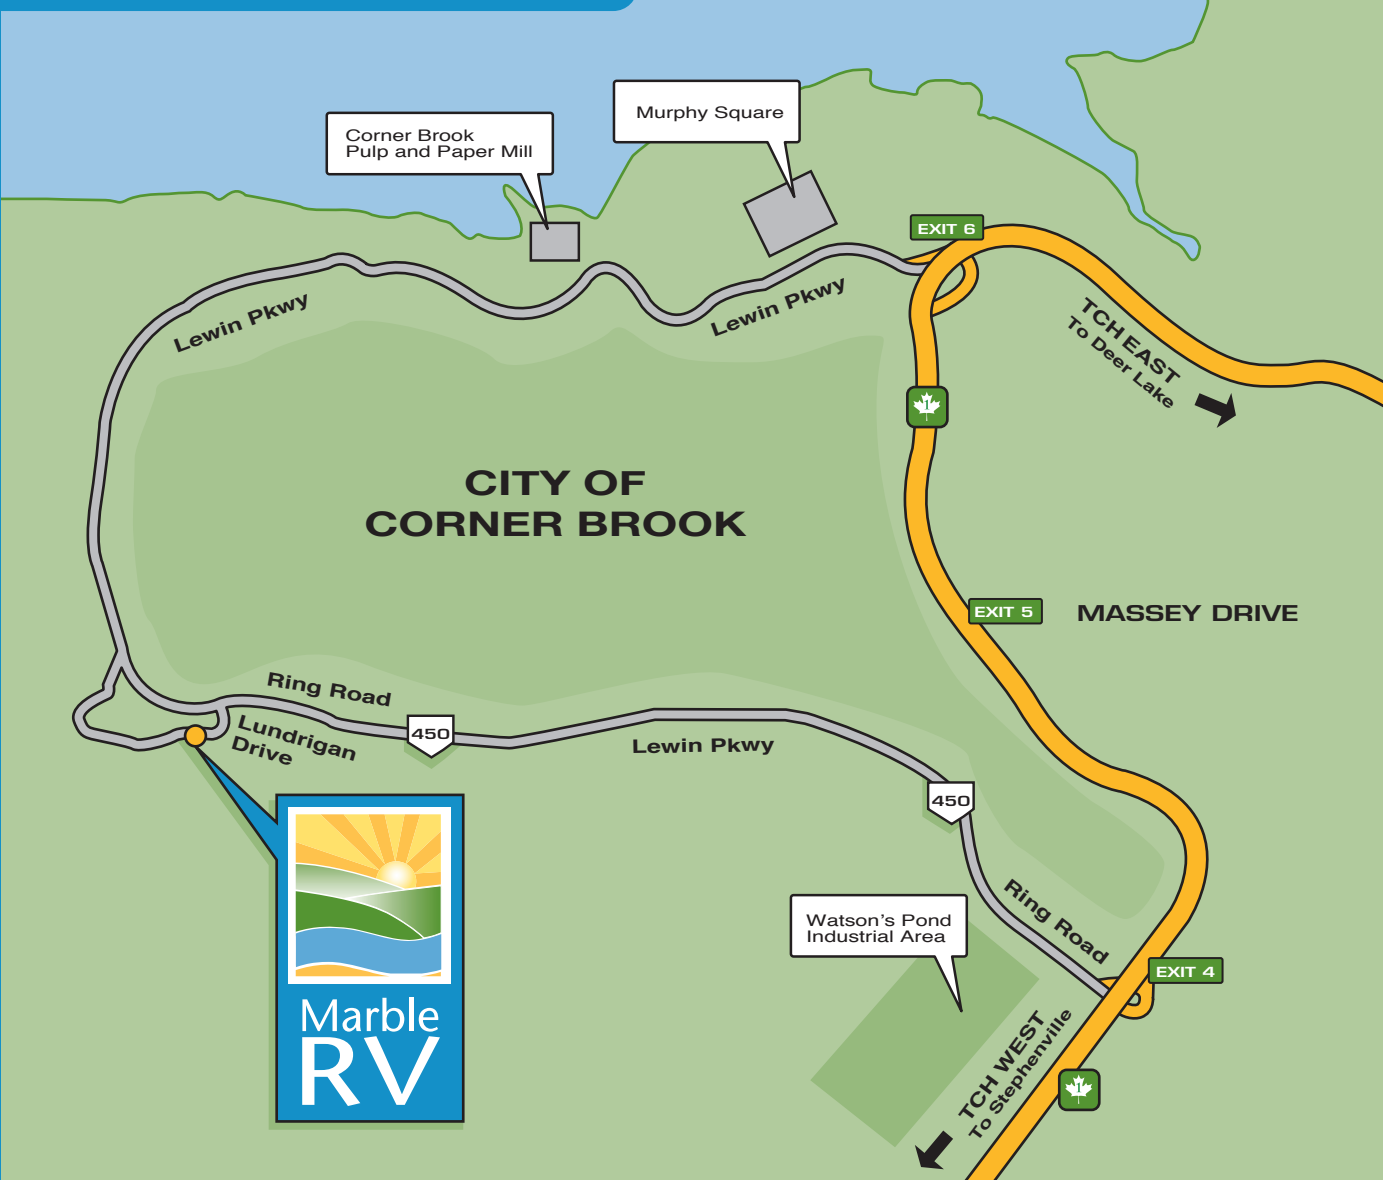 Murphy Square
Corner Brook
Pulp and Paper Mill
EXIT 6
Lewin Pkwy
Lewin Pkwy
TCH EAST
To Deer Lake
1
CITY OF
CORNER BROOK
EXIT 5
MASSEY DRIVE
Ring Road
Lundrigan
Drive
450
Lewin Pkwy
450
Ring Road
Watson's Pond
Industrial Area
EXIT 4
TCH WEST
To Stephenville
1
Marble
RV